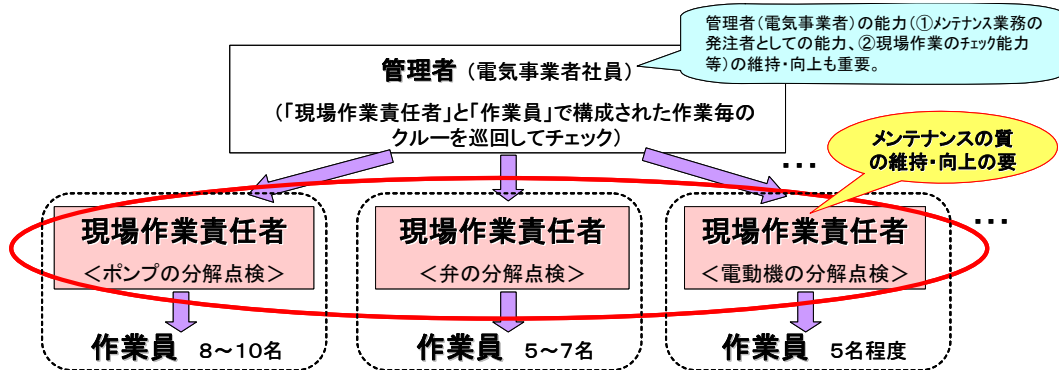 管理者(電気事業者)の能力(①メンテナンス業務の
発注者としての能力、②現場作業のチェック能力
等)の維持・向上も重要。
管理者 (電気事業者社員)
(「現場作業責任者」と「作業員」で構成された作業毎の
クルーを巡回してチェック)
メンテナンスの質
の維持・向上の要
…
…
現場作業責任者
<ポンプの分解点検>
現場作業責任者
<弁の分解点検>
現場作業責任者
<電動機の分解点検>
作業員 8~10名
作業員 5~7名
作業員 5名程度